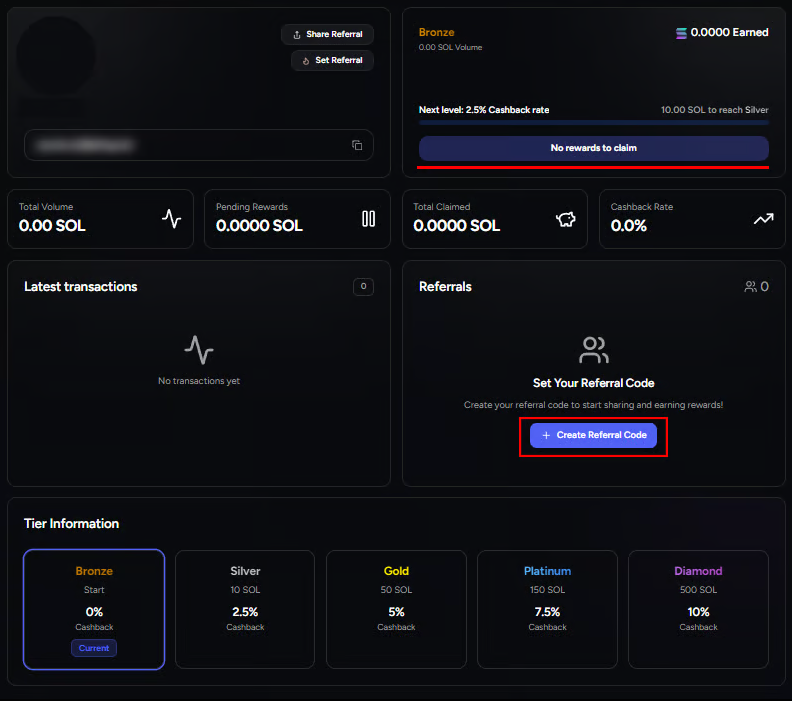 Share Referral
Set Referral
Bronze
0.00 SOL Volume
0.0000 Earned
Next level: 2.5% Cashback rate
10.00 SOL to reach Silver
No rewards to claim
Total Volume
0.00 SOL
Pending Rewards
0.0000 SOL
Total Claimed
0.0000 SOL
Cashback Rate
0.0%
Latest transactions
0
No transactions yet
Referrals
0
Set Your Referral Code
Create your referral code to start sharing and earning rewards!
+ Create Referral Code
Tier Information
Bronze
Start
0%
Cashback
Current
Silver
10 SOL
2.5%
Cashback
Gold
50 SOL
5%
Cashback
Platinum
150 SOL
7.5%
Cashback
Diamond
500 SOL
10%
Cashback